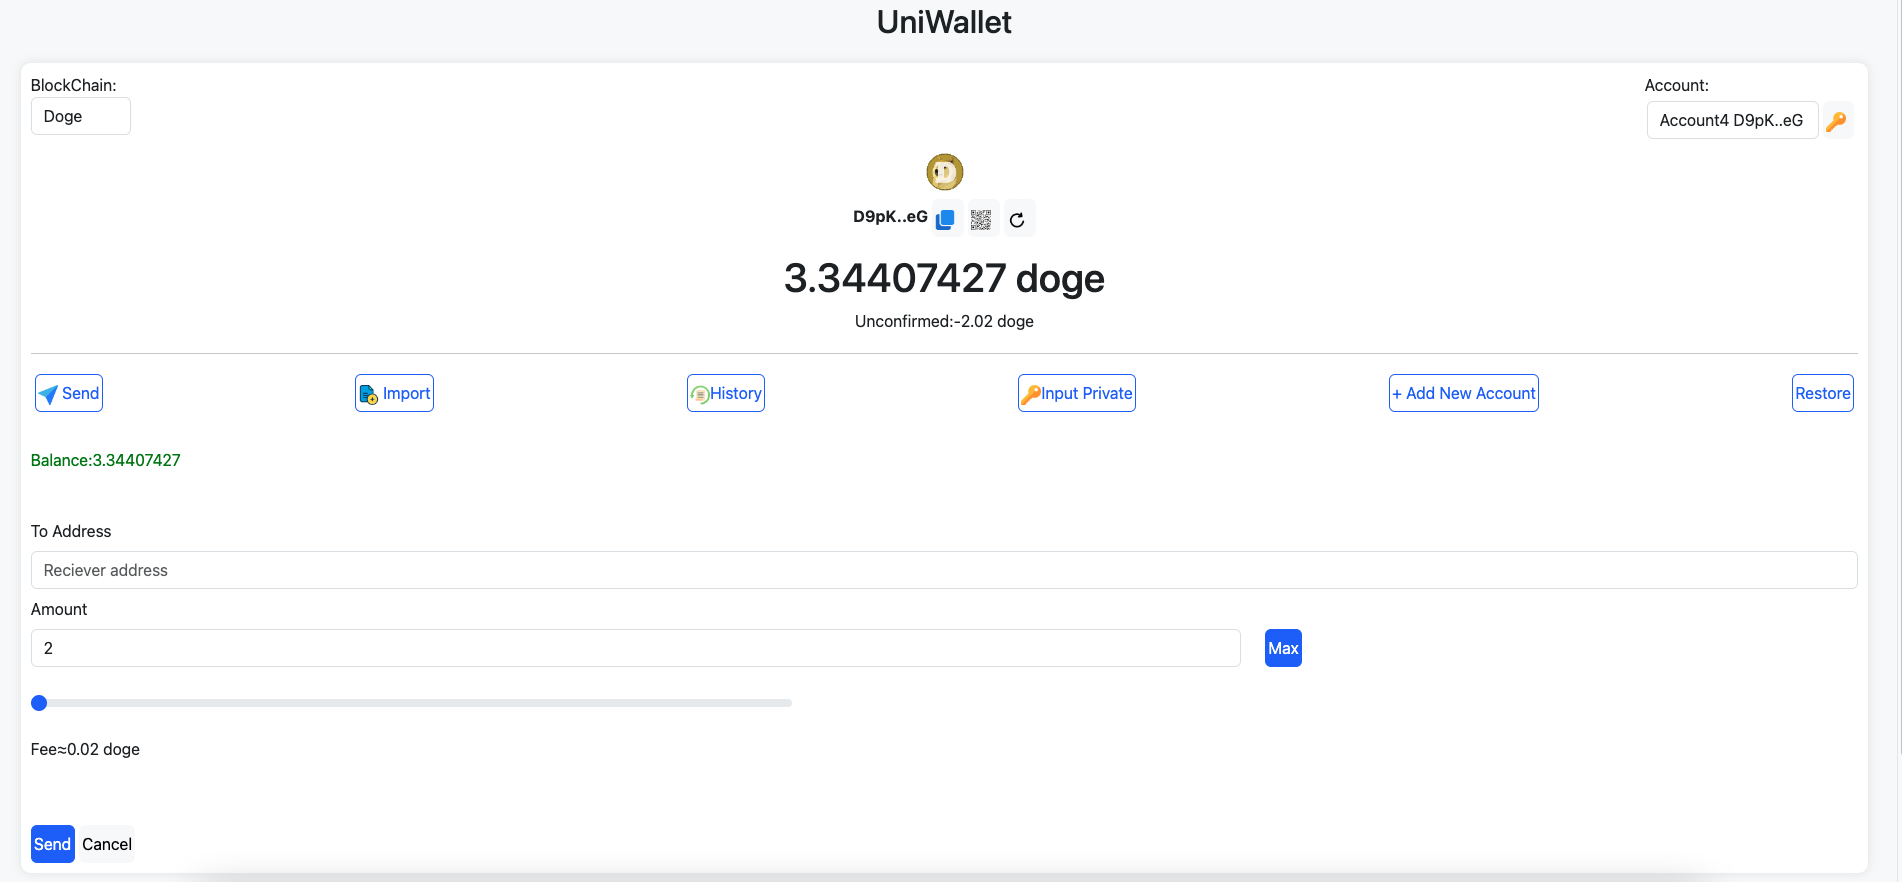 UniWallet
BlockChain:
Account:
Doge
Account4 D9pK..eG
D9pK..eG
3.34407427 doge
Unconfirmed:-2.02 doge
Send
Import
History
Input Private
+ Add New Account
Restore
Balance:3.34407427
To Address
Reciever address
Amount
2
Max
Fee≈0.02 doge
Send
Cancel